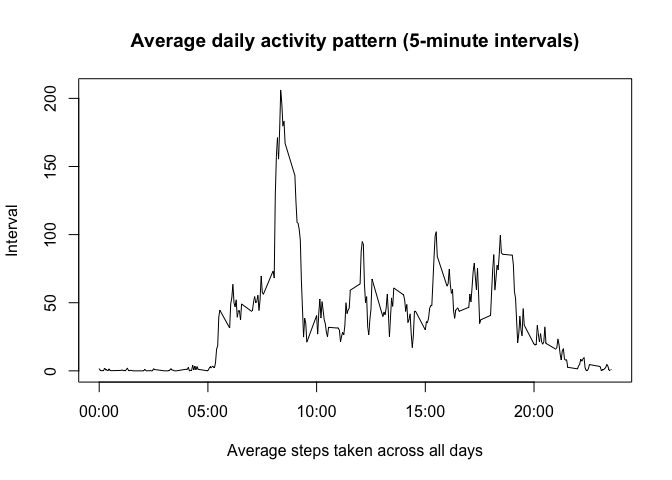 Average daily activity pattern (5-minute intervals)
Interval
200
150
100
50
0
00:00 05:00 10:00 15:00 20:00
Average steps taken across all days